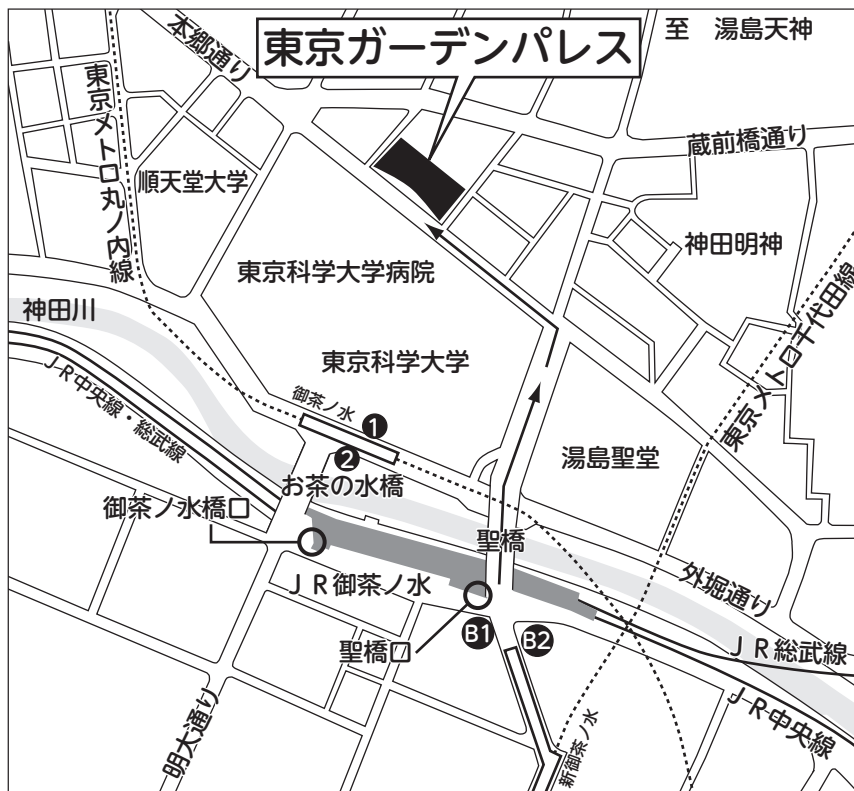 至　湯島天神
東京ガーデンパレス
本郷通り
東京メトロ丸ノ内線
蔵前橋通り
順天堂大学
神田明神
東京科学大学病院
東京メトロ千代田線
神田川
東京科学大学
JR中央線・総武線
御茶ノ水
1
2
湯島聖堂
お茶の水橋
御茶ノ水橋口
聖橋
外堀通り
JR御茶ノ水
聖橋口
B1
B2
JR総武線
JR中央線
明大通り
新御茶ノ水